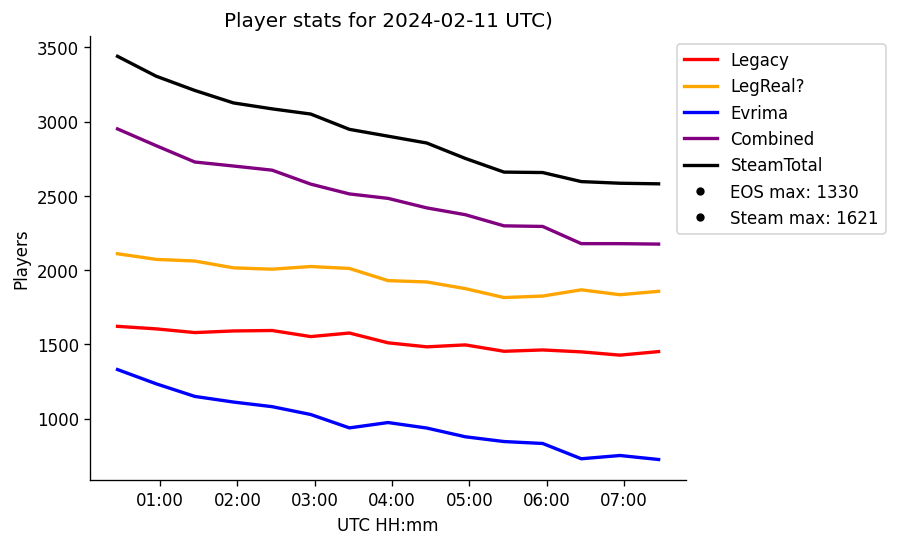 Player stats for 2024-02-11 UTC)
3500
3000
2500
2000
1500
1000
Players
01:00 02:00 03:00 04:00 05:00 06:00 07:00
UTC HH:mm
Legacy
LegReal?
Evrima
Combined
SteamTotal
EOS max: 1330
Steam max: 1621